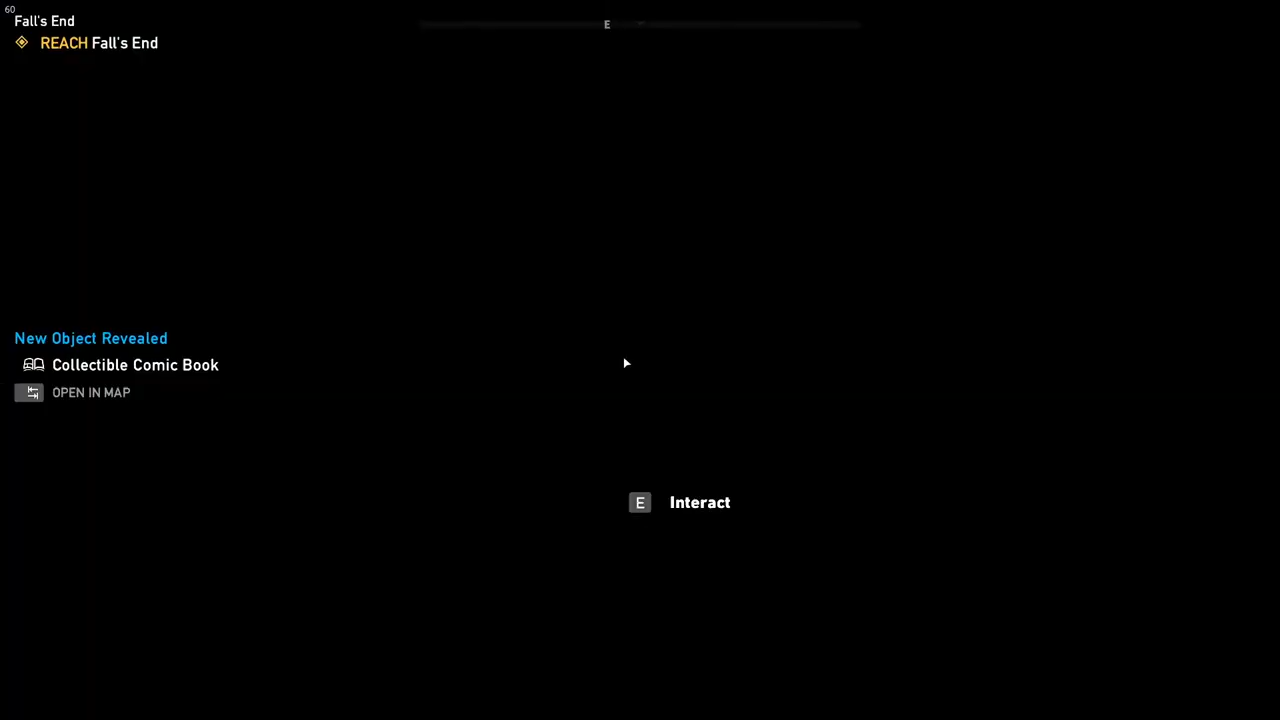 60
Fall's End
REACH Fall's End
E
New Object Revealed
Collectible Comic Book
OPEN IN MAP
E Interact